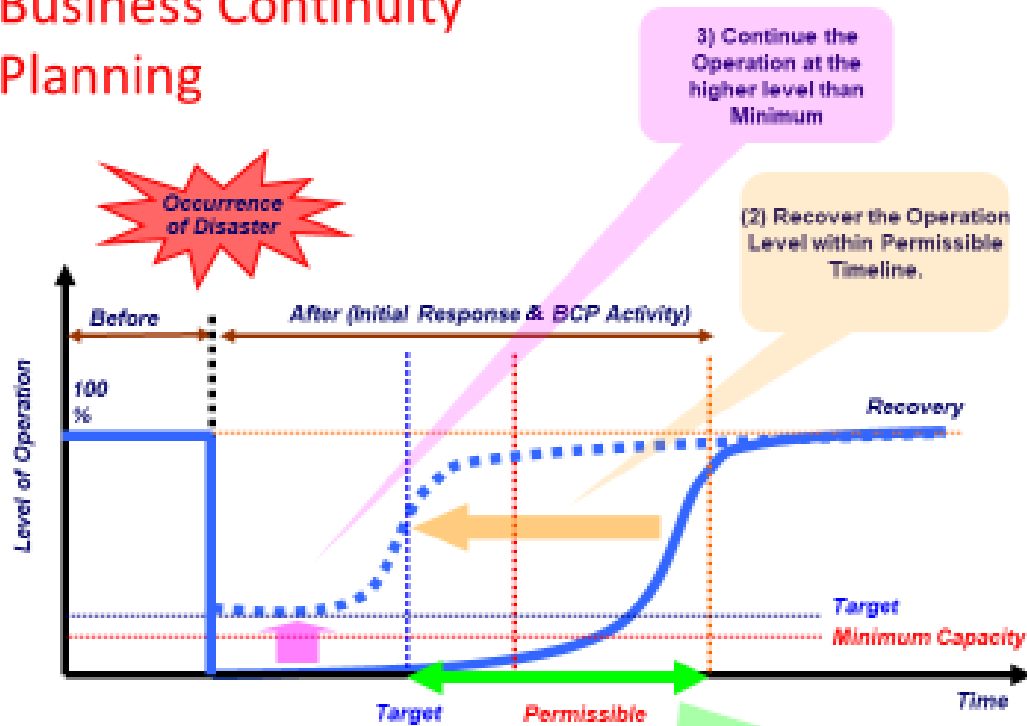 Business Continuity
Planning
3) Continue the
Operation at the
higher level than
Minimum
Occurrence
of Disaster
(2) Recover the Operation
Level within Permissible
Timeline.
Before
After (Initial Response & BCP Activity)
100
%
Level of Operation
Recovery
Target
Minimum Capacity
Time
Target
Permissible